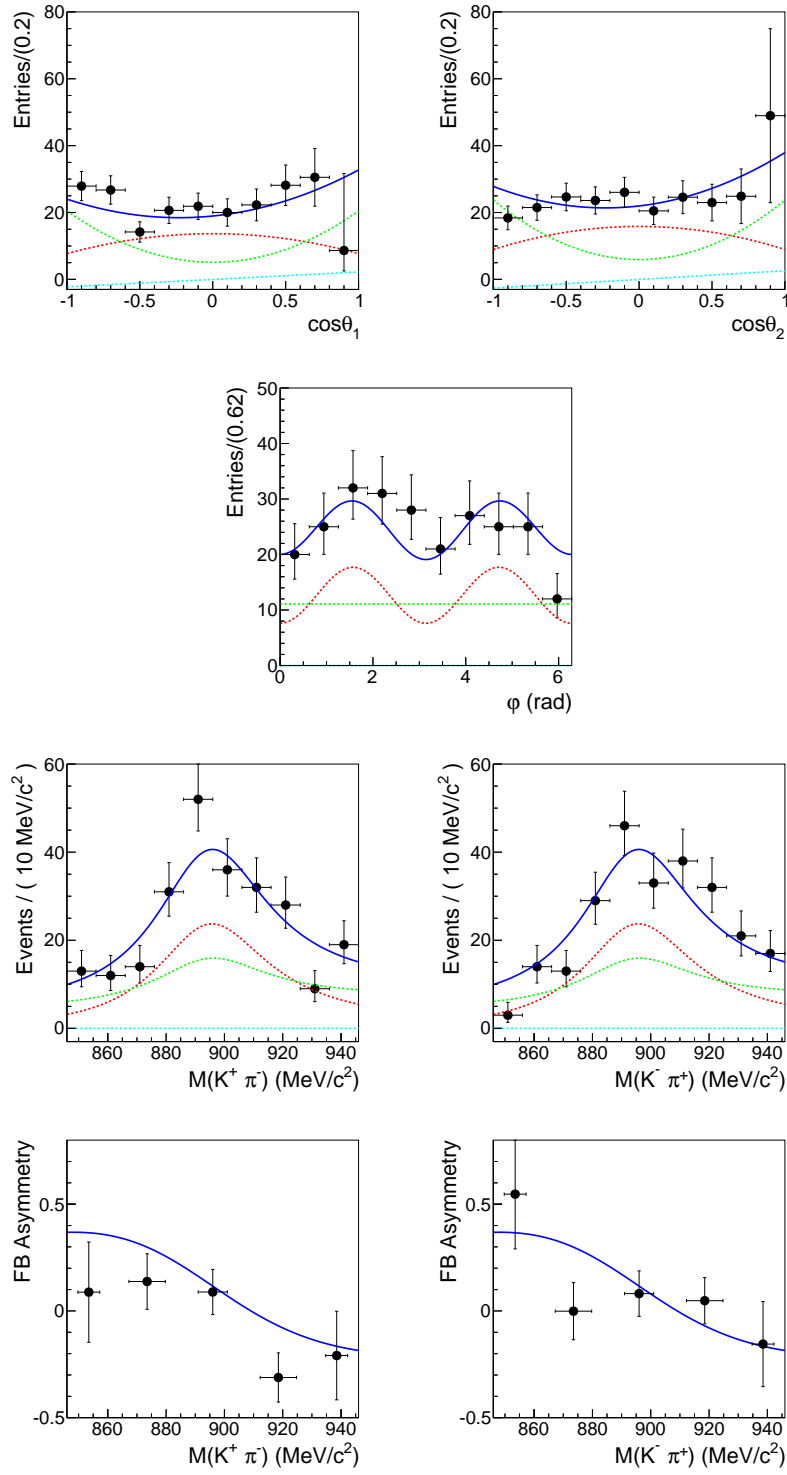 Entries/(0.2)
80
60
40
20
0
-1 -0.5 0 0.5 1
cosθ₁
Entries/(0.2)
80
60
40
20
0
-1 -0.5 0 0.5 1
cosθ₂
Entries/(0.62)
50
40
30
20
10
0
0 2 4 6
φ (rad)
Events / ( 10 MeV/c² )
60
40
20
0
860 880 900 920 940
M(K⁺ π⁻) (MeV/c²)
Events / ( 10 MeV/c² )
60
40
20
0
860 880 900 920 940
M(K⁻ π⁺) (MeV/c²)
FB Asymmetry
0.5
0
-0.5
860 880 900 920 940
M(K⁺ π⁻) (MeV/c²)
FB Asymmetry
0.5
0
-0.5
860 880 900 920 940
M(K⁻ π⁺) (MeV/c²)